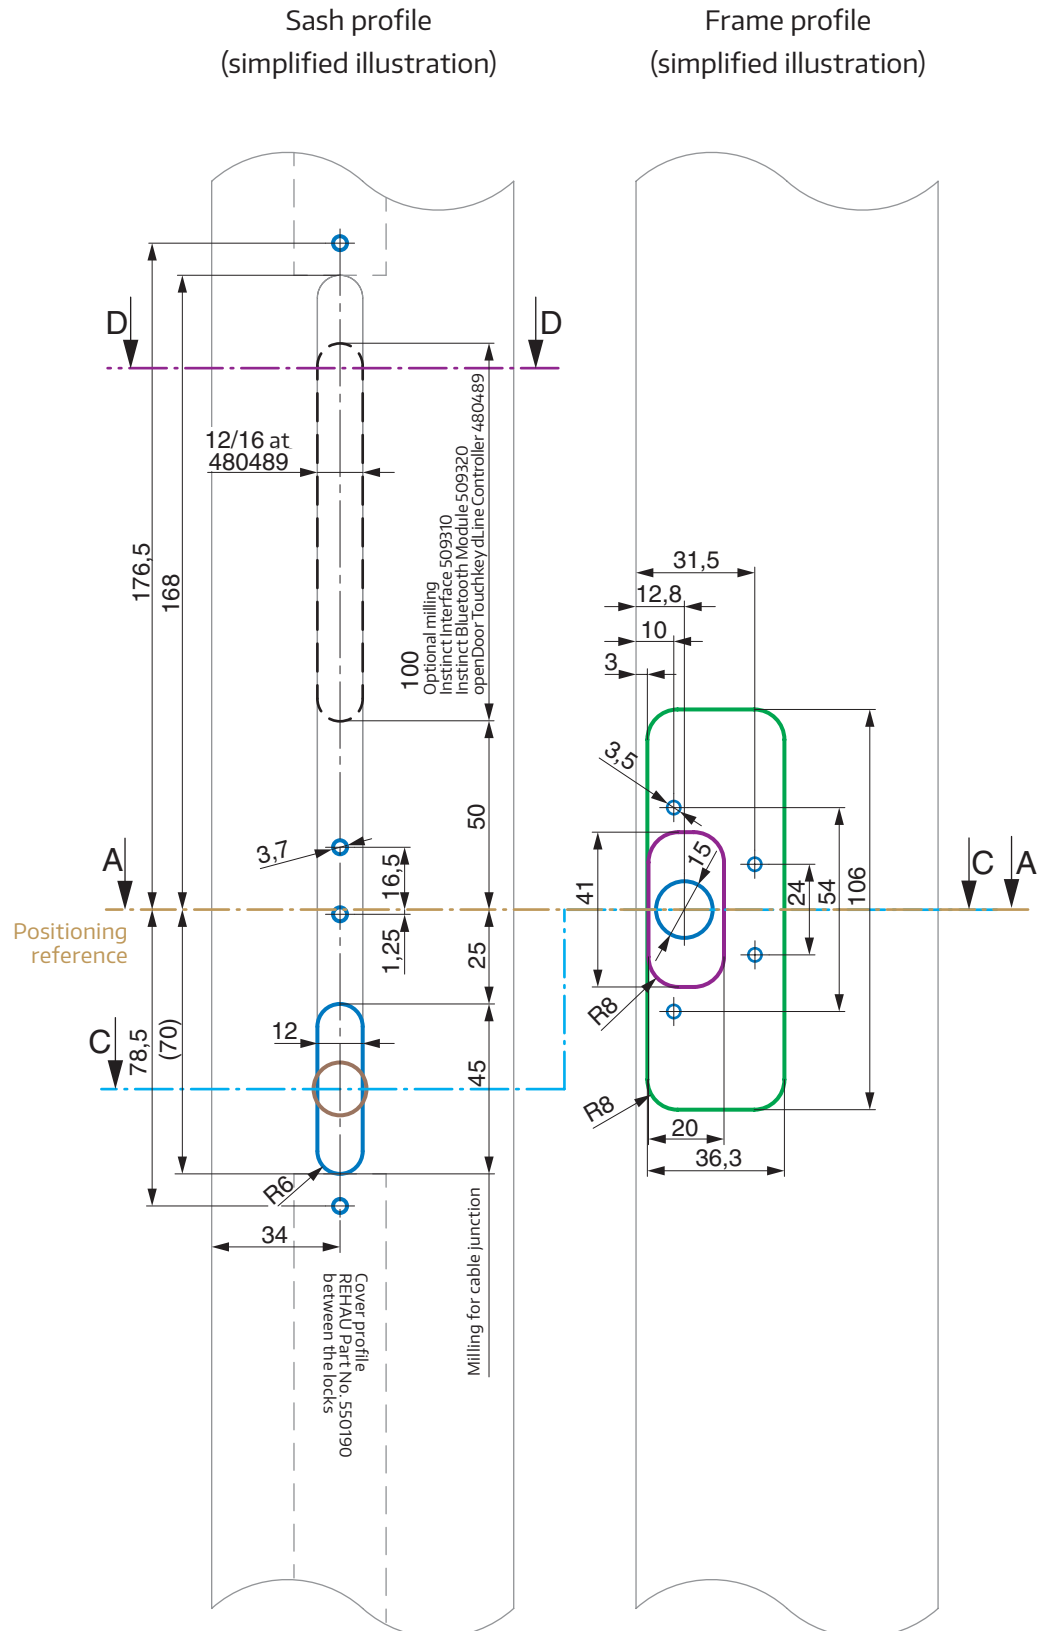 Sash profile
(simplified illustration)
Frame profile
(simplified illustration)
D
D
12/16 at
480489
176,5
168
100
Optional milling
Instinct Interface 509310
Instinct Bluetooth Module 509320
openDoor Touchkey dLine Controller 480489
50
3,7
16,5
A
Positioning
reference
1,25
25
C
78,5
(70)
12
45
R6
34
Cover profile
REHAU Part No. 550190
between the locks
Milling for cable junction
31,5
12,8
10
3
3,5
15
41
24
54
106
C
A
R8
R8
20
36,3